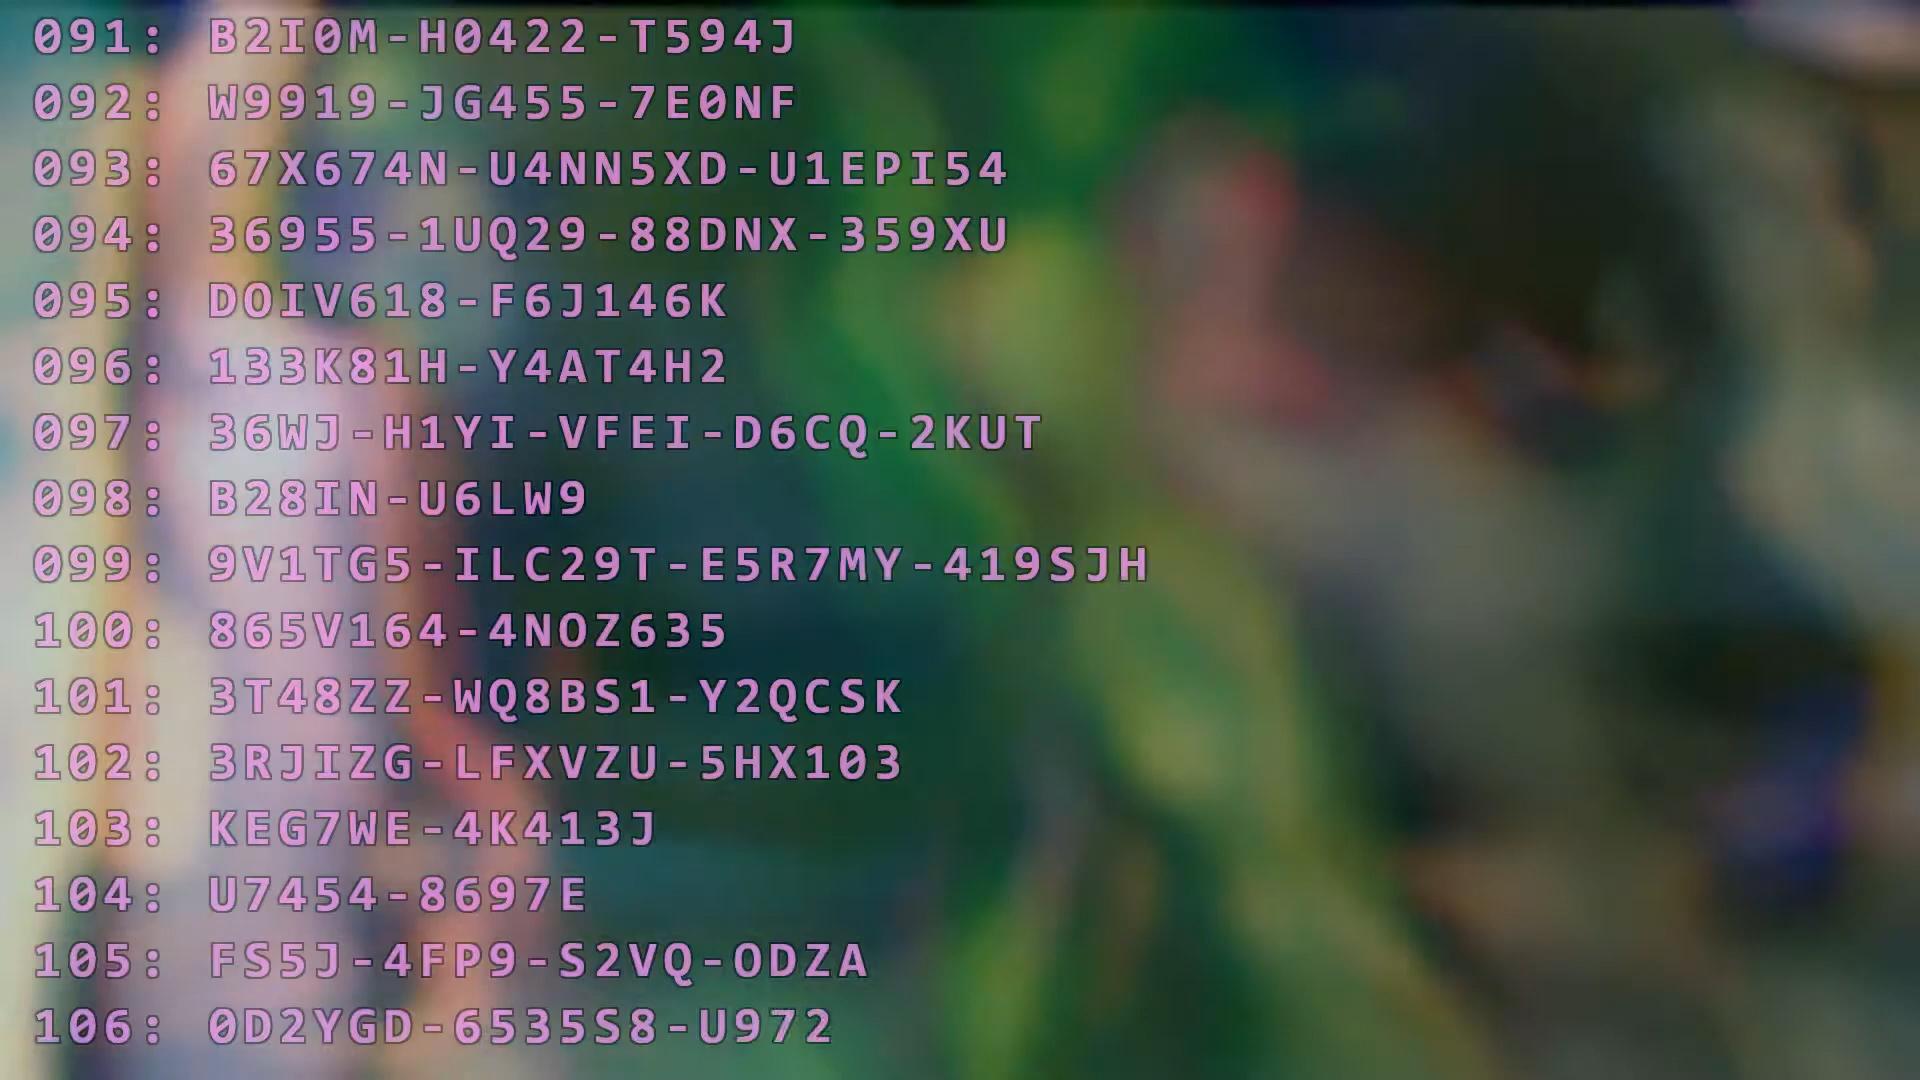 091: B2I0M-H0422-T594J
092: W9919-JG455-7E0NF
093: 67X674N-U4NN5XD-U1EPI54
094: 36955-1UQ29-88DNX-359XU
095: DOIV618-F6J146K
096: 133K81H-Y4AT4H2
097: 36WJ-H1YI-VFEI-D6CQ-2KUT
098: B28IN-U6LW9
099: 9V1TG5-ILC29T-E5R7MY-419SJH
100: 865V164-4NOZ635
101: 3T48ZZ-WQ8BS1-Y2QCSK
102: 3RJIZG-LFXVZU-5HX103
103: KEG7WE-4K413J
104: U7454-8697E
105: FS5J-4FP9-S2VQ-ODZA
106: 0D2YGD-6535S8-U972